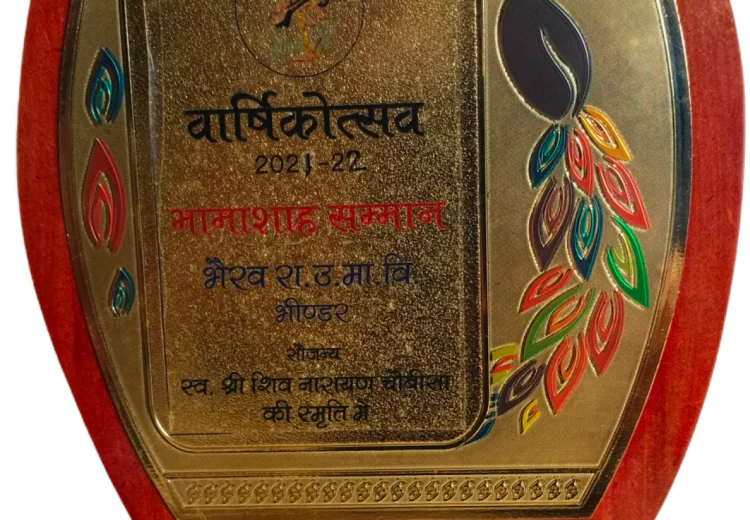 वार्षिकोत्सव
2021-22
भामाशाह सम्मान
भैरव रा.उ.मा.वि.
भीण्डर
सौजन्य
स्व. श्री शिव नारायण चौबीसा
की स्मृति में